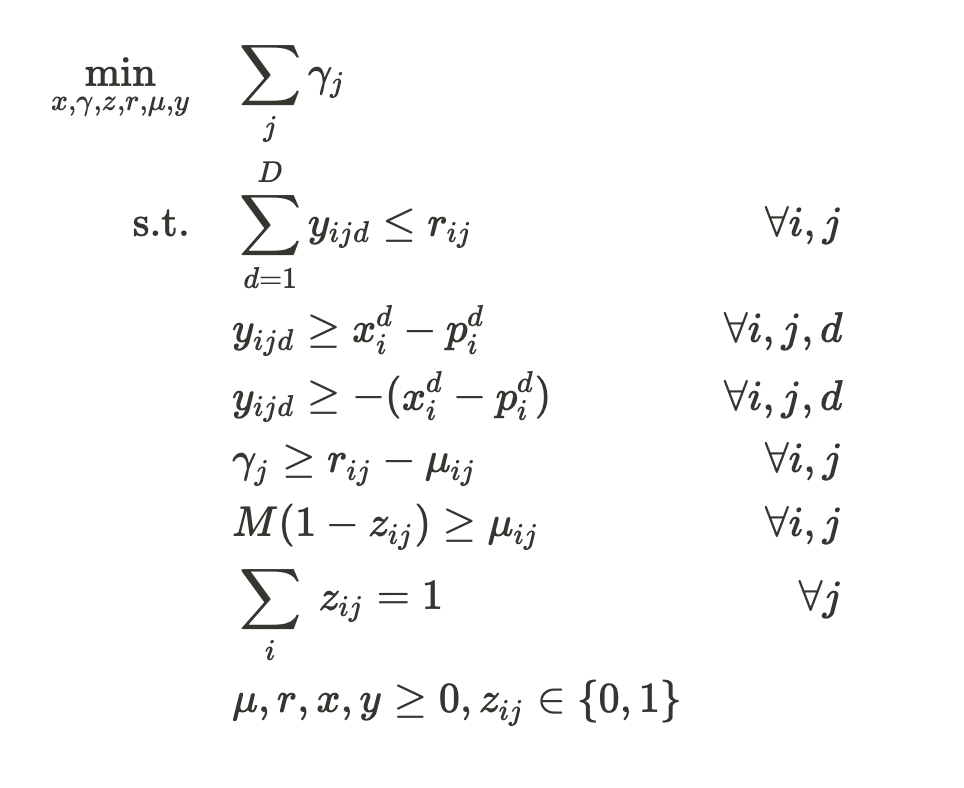 min x,γ,z,r,μ,y ∑_j γ_j
s.t. ∑_{d=1}^{D} y_{ijd} ≤ r_{ij} ∀i, j
y_{ijd} ≥ x_i^d − p_i^d ∀i, j, d
y_{ijd} ≥ −(x_i^d − p_i^d) ∀i, j, d
γ_j ≥ r_{ij} − μ_{ij} ∀i, j
M(1 − z_{ij}) ≥ μ_{ij} ∀i, j
∑_i z_{ij} = 1 ∀j
μ, r, x, y ≥ 0, z_{ij} ∈ {0, 1}